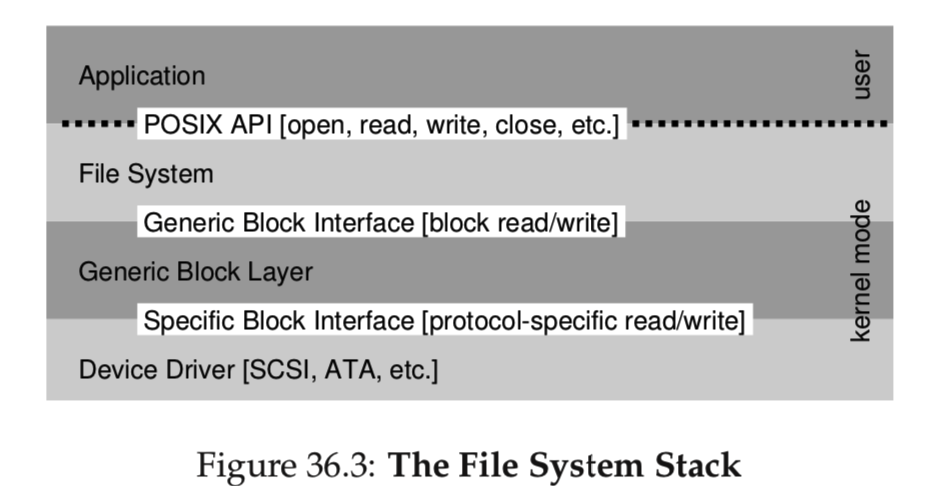 Application
user
POSIX API [open, read, write, close, etc.]
File System
Generic Block Interface [block read/write]
kernel mode
Generic Block Layer
Specific Block Interface [protocol-specific read/write]
Device Driver [SCSI, ATA, etc.]
Figure 36.3: The File System Stack